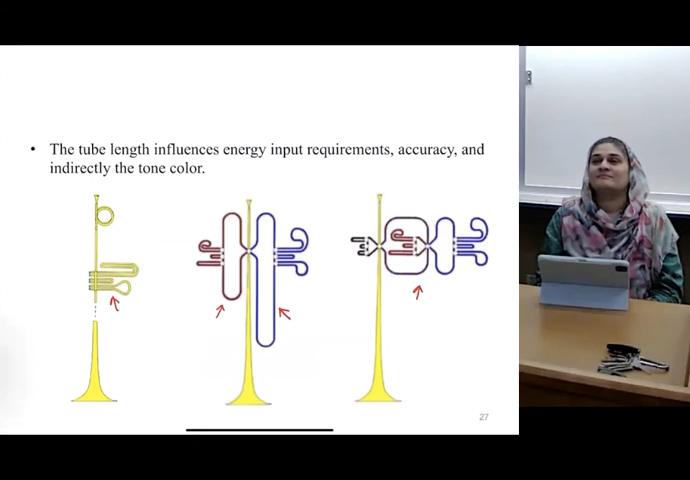 • The tube length influences energy input requirements, accuracy, and
indirectly the tone color.
27